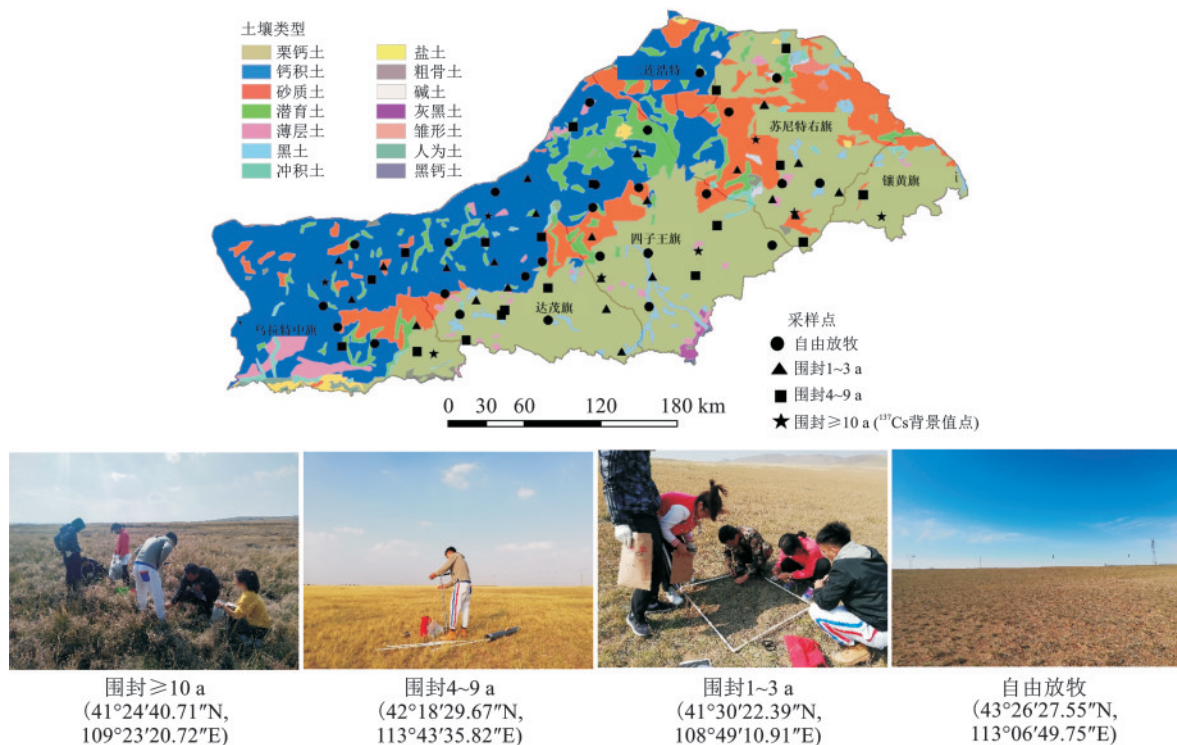 土壤类型
栗钙土
钙积土
砂质土
潜育土
薄层土
黑土
冲积土
盐土
粗骨土
碱土
灰黑土
雏形土
人为土
黑钙土
二连浩特
苏尼特右旗
镶黄旗
四子王旗
达茂旗
乌拉特中旗
采样点
自由放牧
围封1~3 a
围封4~9 a
围封≥10 a (¹³⁷Cs背景值点)
0 30 60 120 180 km
围封≥10 a
(41°24′40.71″N,
109°23′20.72″E)
围封4~9 a
(42°18′29.67″N,
113°43′35.82″E)
围封1~3 a
(41°30′22.39″N,
108°49′10.91″E)
自由放牧
(43°26′27.55″N,
113°06′49.75″E)